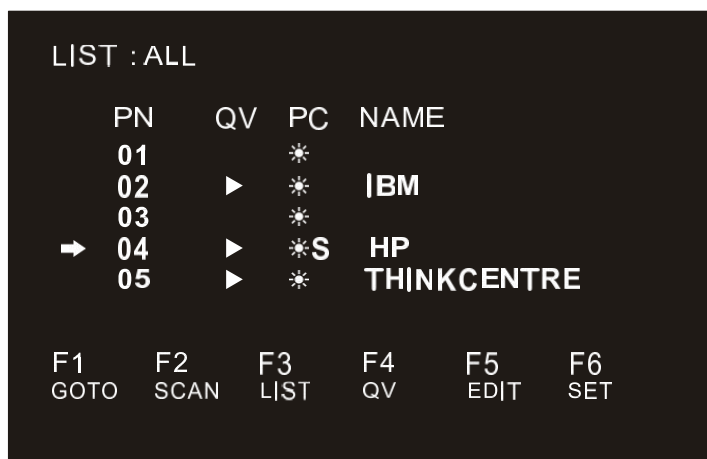 LIST : ALL
PN QV PC NAME
01 ☀
02 ▶ ☀ IBM
03 ☀
➡ 04 ▶ ☀S HP
05 ▶ ☀ THINKCENTRE
F1 F2 F3 F4 F5 F6
GOTO SCAN LIST QV EDIT SET